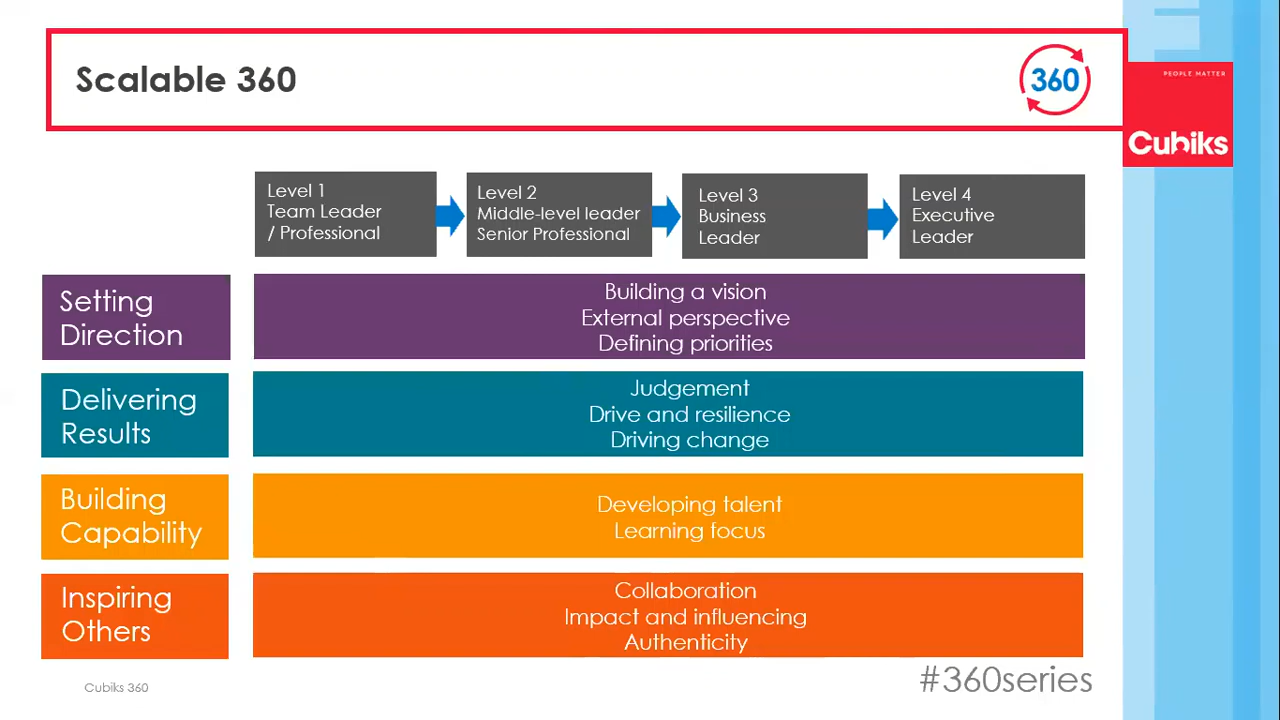 Scalable 360
360
PEOPLE MATTER
Cubiks
Level 1
Team Leader
/ Professional
Level 2
Middle-level leader
Senior Professional
Level 3
Business
Leader
Level 4
Executive
Leader
Setting
Direction
Building a vision
External perspective
Defining priorities
Delivering
Results
Judgement
Drive and resilience
Driving change
Building
Capability
Developing talent
Learning focus
Inspiring
Others
Collaboration
Impact and influencing
Authenticity
Cubiks 360
#360series